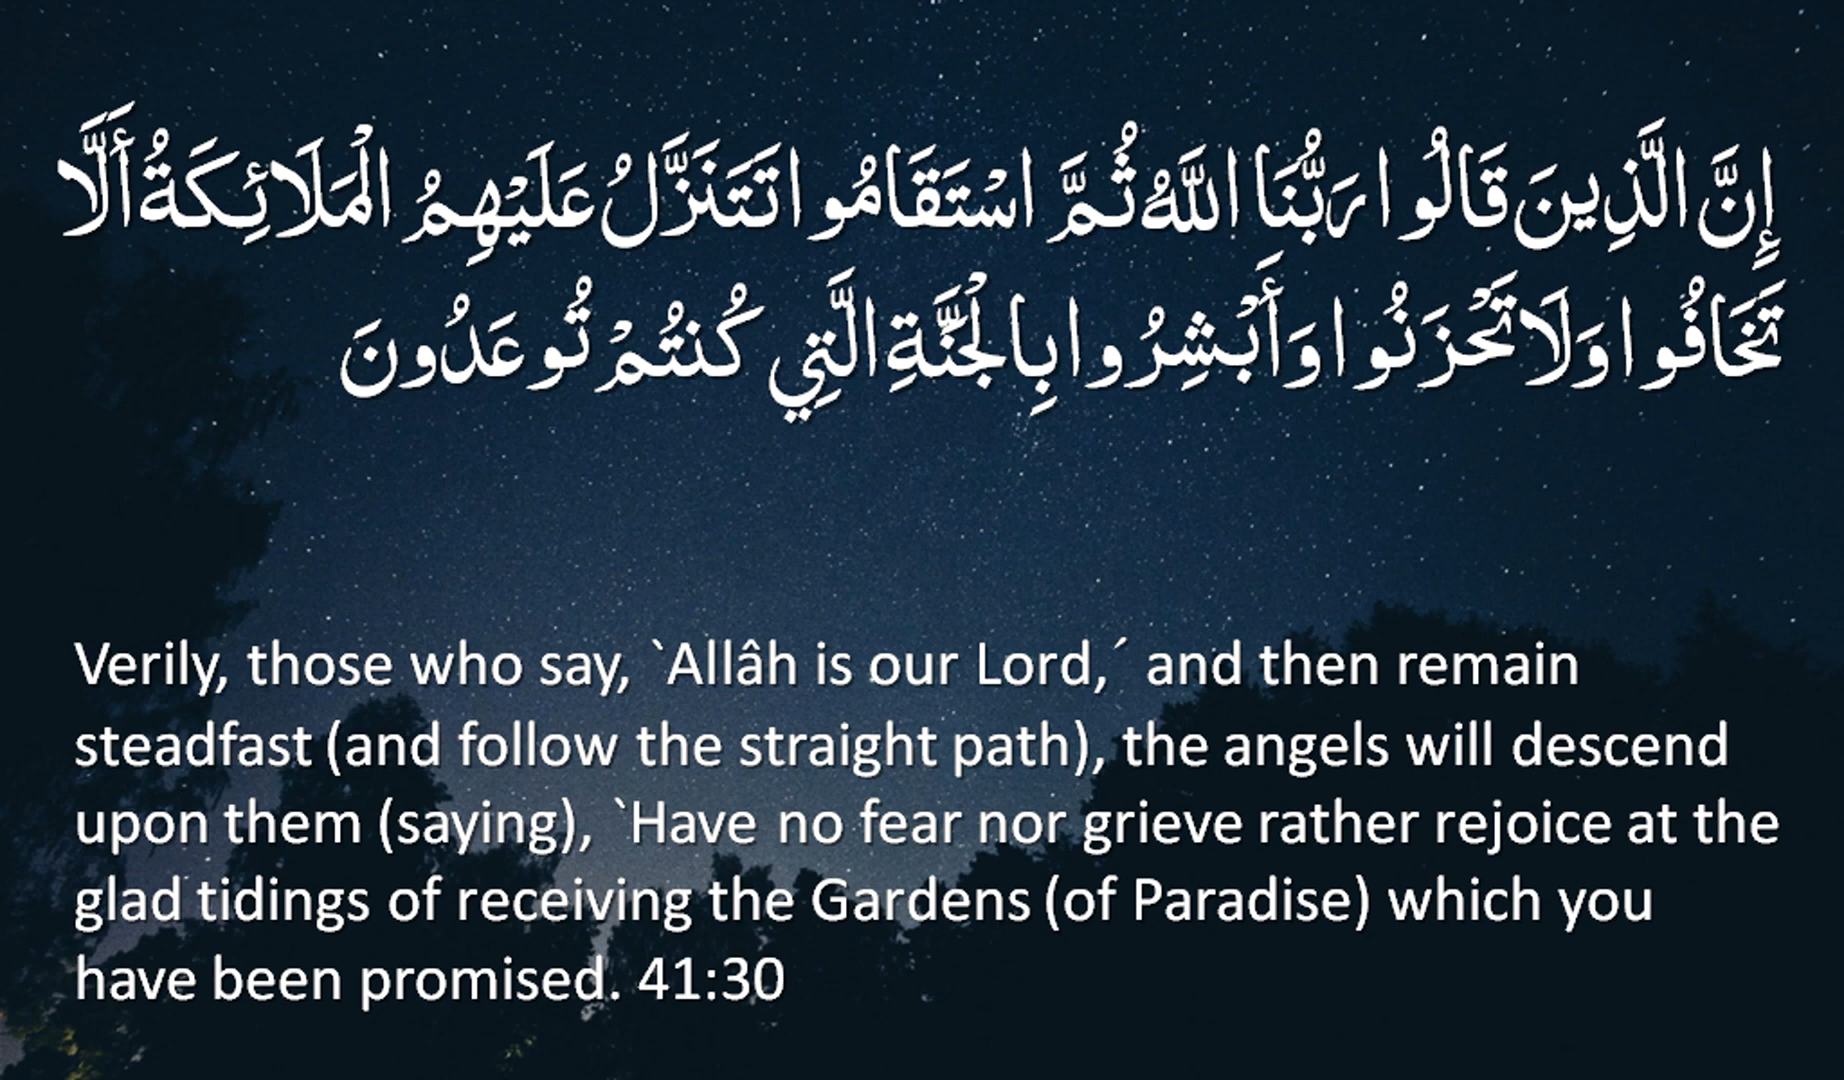 إِنَّ الَّذِينَ قَالُوا رَبُّنَا اللَّهُ ثُمَّ اسْتَقَامُوا تَتَنَزَّلُ عَلَيْهِمُ الْمَلَائِكَةُ أَلَّا
تَخَافُوا وَلَا تَحْزَنُوا وَأَبْشِرُوا بِالْجَنَّةِ الَّتِي كُنتُمْ تُوعَدُونَ
Verily, those who say, `Allâh is our Lord,´ and then remain
steadfast (and follow the straight path), the angels will descend
upon them (saying), `Have no fear nor grieve rather rejoice at the
glad tidings of receiving the Gardens (of Paradise) which you
have been promised. 41:30